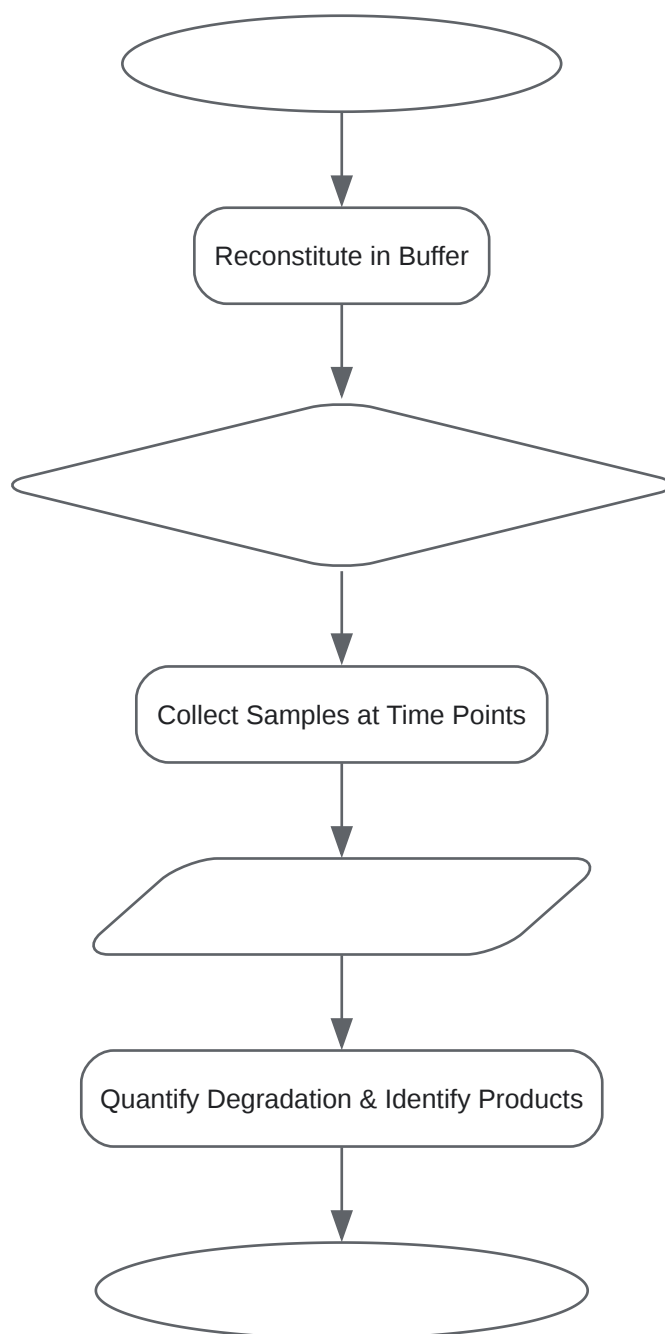 Reconstitute in Buffer
Collect Samples at Time Points
Quantify Degradation & Identify Products